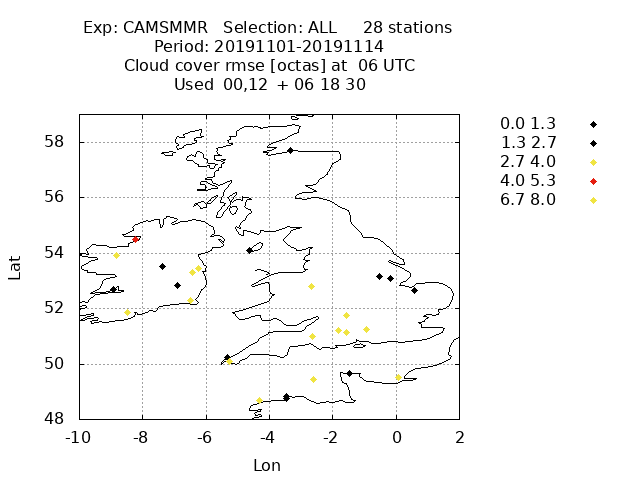 Exp: CAMSMMR Selection: ALL 28 stations
Period: 20191101-20191114
Cloud cover rmse [octas] at 06 UTC
Used 00,12 + 06 18 30
0.0 1.3
1.3 2.7
2.7 4.0
4.0 5.3
6.7 8.0
58
56
54
52
50
48
Lat
-10 -8 -6 -4 -2 0 2
Lon